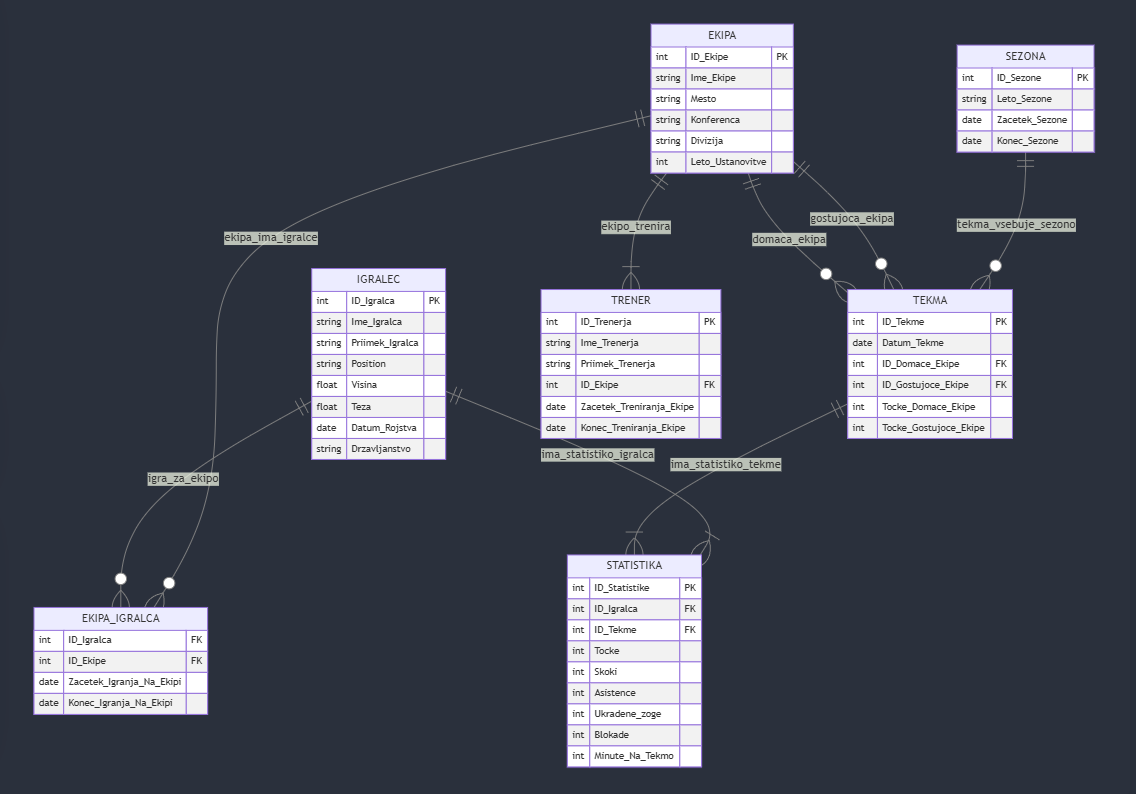 EKIPA
int ID_Ekipe PK
string Ime_Ekipe
string Mesto
string Konferenca
string Divizija
int Leto_Ustanovitve
SEZONA
int ID_Sezone PK
string Leto_Sezone
date Zacetek_Sezone
date Konec_Sezone
ekipa_ima_igralce
ekipo_trenira
domaca_ekipa
gostujoca_ekipa
tekma_vsebuje_sezono
IGRALEC
int ID_Igralca PK
string Ime_Igralca
string Priimek_Igralca
string Position
float Visina
float Teza
date Datum_Rojstva
string Drzavljanstvo
TRENER
int ID_Trenerja PK
string Ime_Trenerja
string Priimek_Trenerja
int ID_Ekipe FK
date Zacetek_Treniranja_Ekipe
date Konec_Treniranja_Ekipe
TEKMA
int ID_Tekme PK
date Datum_Tekme
int ID_Domace_Ekipe FK
int ID_Gostujoce_Ekipe FK
int Tocke_Domace_Ekipe
int Tocke_Gostujoce_Ekipe
igra_za_ekipo
ima_statistiko_igralca
ima_statistiko_tekme
EKIPA_IGRALCA
int ID_Igralca FK
int ID_Ekipe FK
date Zacetek_Igranja_Na_Ekipi
date Konec_Igranja_Na_Ekipi
STATISTIKA
int ID_Statistike PK
int ID_Igralca FK
int ID_Tekme FK
int Tocke
int Skoki
int Asistence
int Ukradene_zoge
int Blokade
int Minute_Na_Tekmo